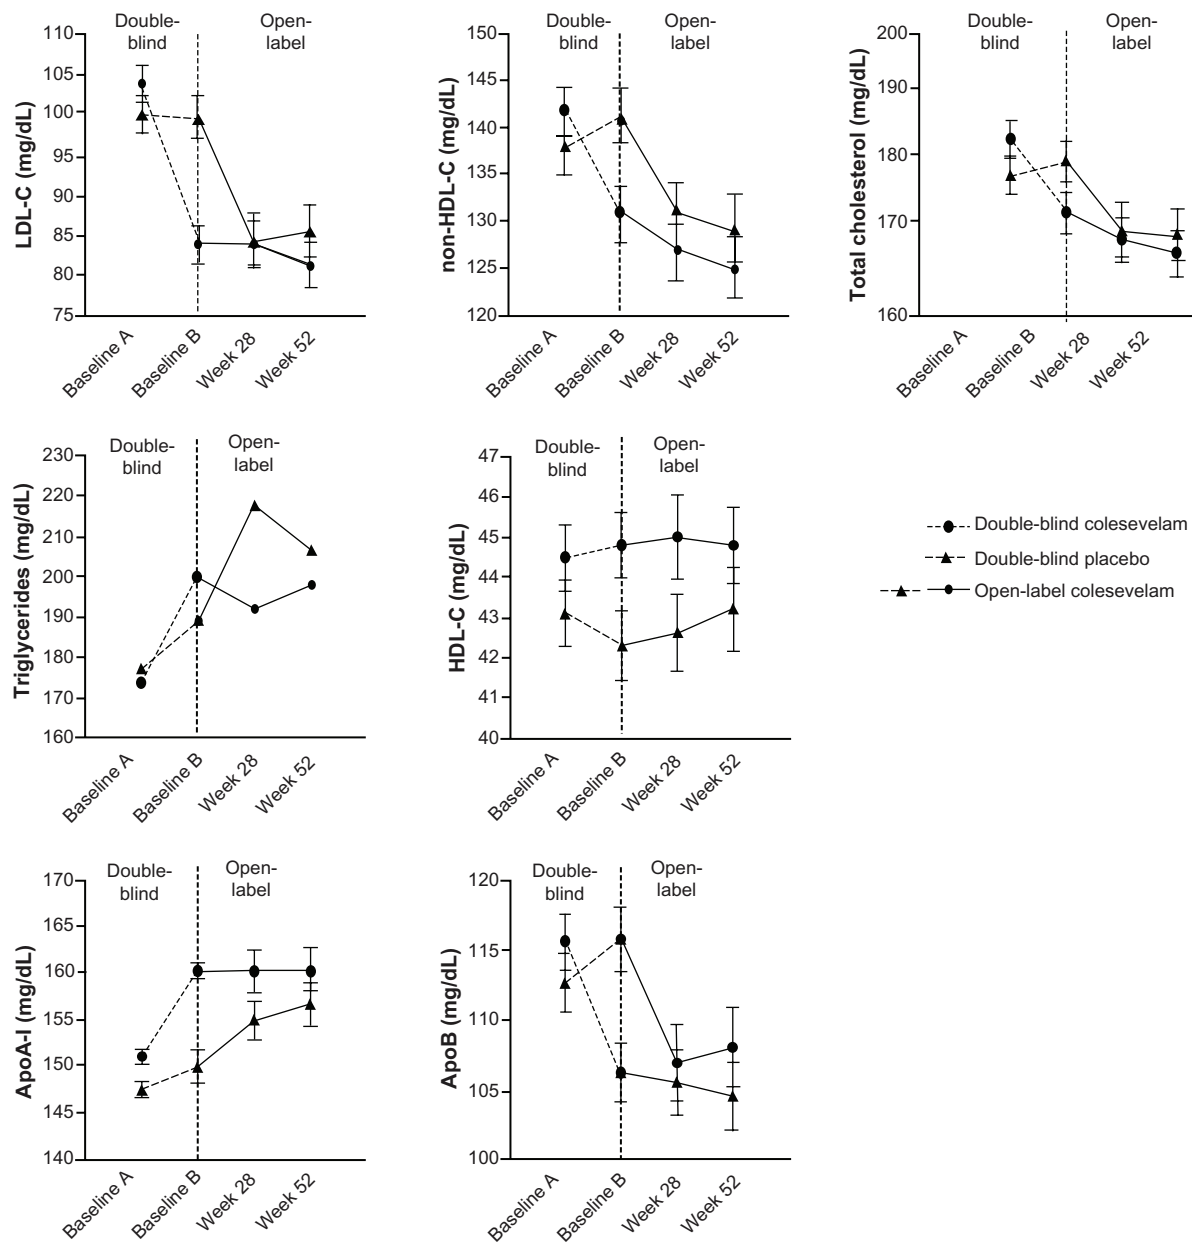 Double-
blind
Open-
label
LDL-C (mg/dL)
110
105
100
95
90
85
80
75
Baseline A
Baseline B
Week 28
Week 52
Double-
blind
Open-
label
non-HDL-C (mg/dL)
150
145
140
135
130
125
120
Baseline A
Baseline B
Week 28
Week 52
Double-
blind
Open-
label
Total cholesterol (mg/dL)
200
190
180
170
160
Baseline A
Baseline B
Week 28
Week 52
Double-
blind
Open-
label
Triglycerides (mg/dL)
230
220
210
200
190
180
170
160
Baseline A
Baseline B
Week 28
Week 52
Double-
blind
Open-
label
HDL-C (mg/dL)
47
46
45
44
43
42
41
40
Baseline A
Baseline B
Week 28
Week 52
Double-blind colesevelam
Double-blind placebo
Open-label colesevelam
Double-
blind
Open-
label
ApoA-I (mg/dL)
170
165
160
155
150
145
140
Baseline A
Baseline B
Week 28
Week 52
Double-
blind
Open-
label
ApoB (mg/dL)
120
115
110
105
100
Baseline A
Baseline B
Week 28
Week 52